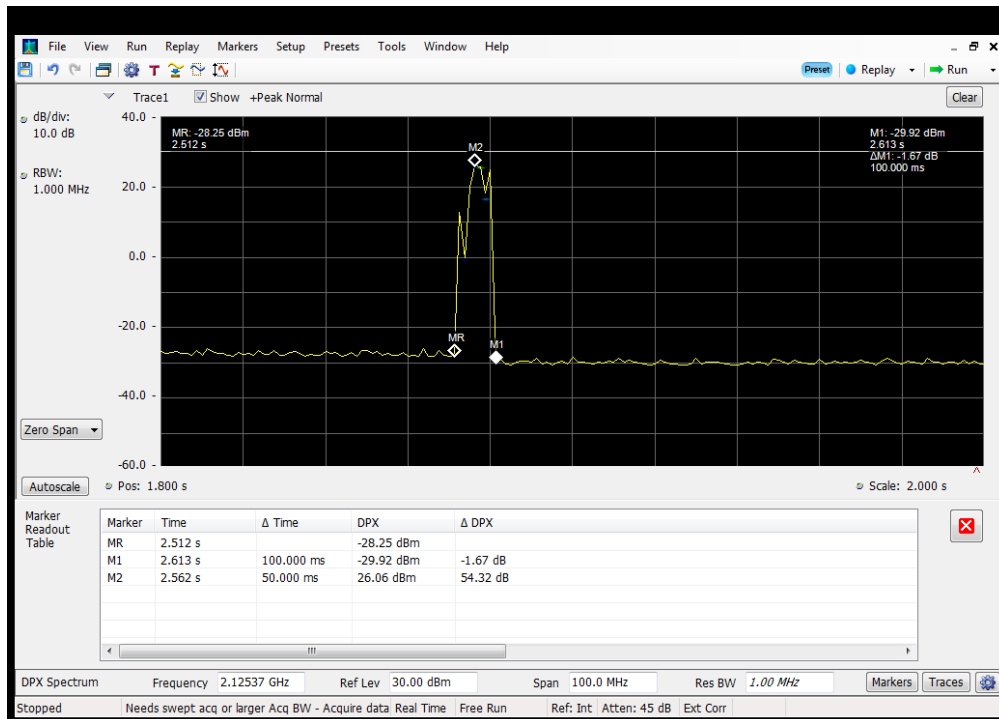 File View Run Replay Markers Setup Presets Tools Window Help
T Preset Replay Run
Trace1 Show +Peak Normal Clear
dB/div:
10.0 dB
RBW:
1.000 MHz
40.0
20.0
0.0
-20.0
-40.0
-60.0
MR: -28.25 dBm
2.512 s
M1: -29.92 dBm
2.613 s
ΔM1: -1.67 dB
100.000 ms
M2
MR
M1
Zero Span
Autoscale Pos: 1.800 s Scale: 2.000 s
Marker
Readout
Table
Marker Time Δ Time DPX Δ DPX
MR 2.512 s -28.25 dBm
M1 2.613 s 100.000 ms -29.92 dBm -1.67 dB
M2 2.562 s 50.000 ms 26.06 dBm 54.32 dB
DPX Spectrum Frequency 2.12537 GHz Ref Lev 30.00 dBm Span 100.0 MHz Res BW 1.00 MHz Markers Traces
Stopped Needs swept acq or larger Acq BW - Acquire data Real Time Free Run Ref: Int Atten: 45 dB Ext Corr